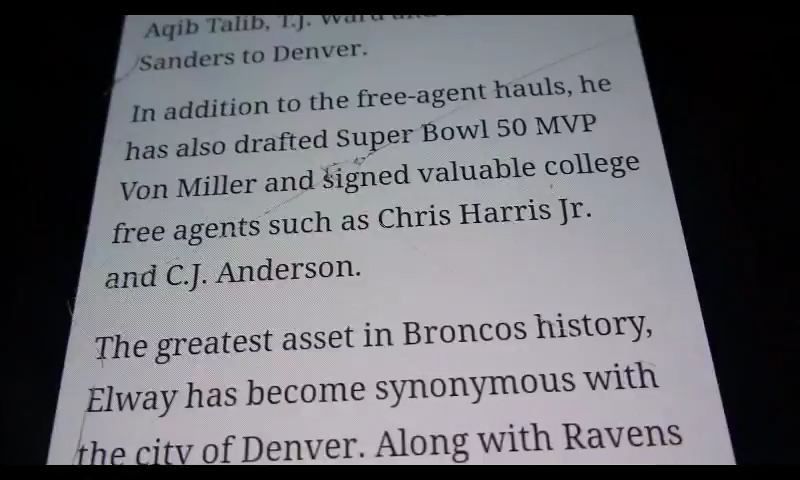 Aqib Talib, T.J. Ward
Sanders to Denver.
In addition to the free-agent hauls, he
has also drafted Super Bowl 50 MVP
Von Miller and signed valuable college
free agents such as Chris Harris Jr.
and C.J. Anderson.
The greatest asset in Broncos history,
Elway has become synonymous with
the city of Denver. Along with Ravens